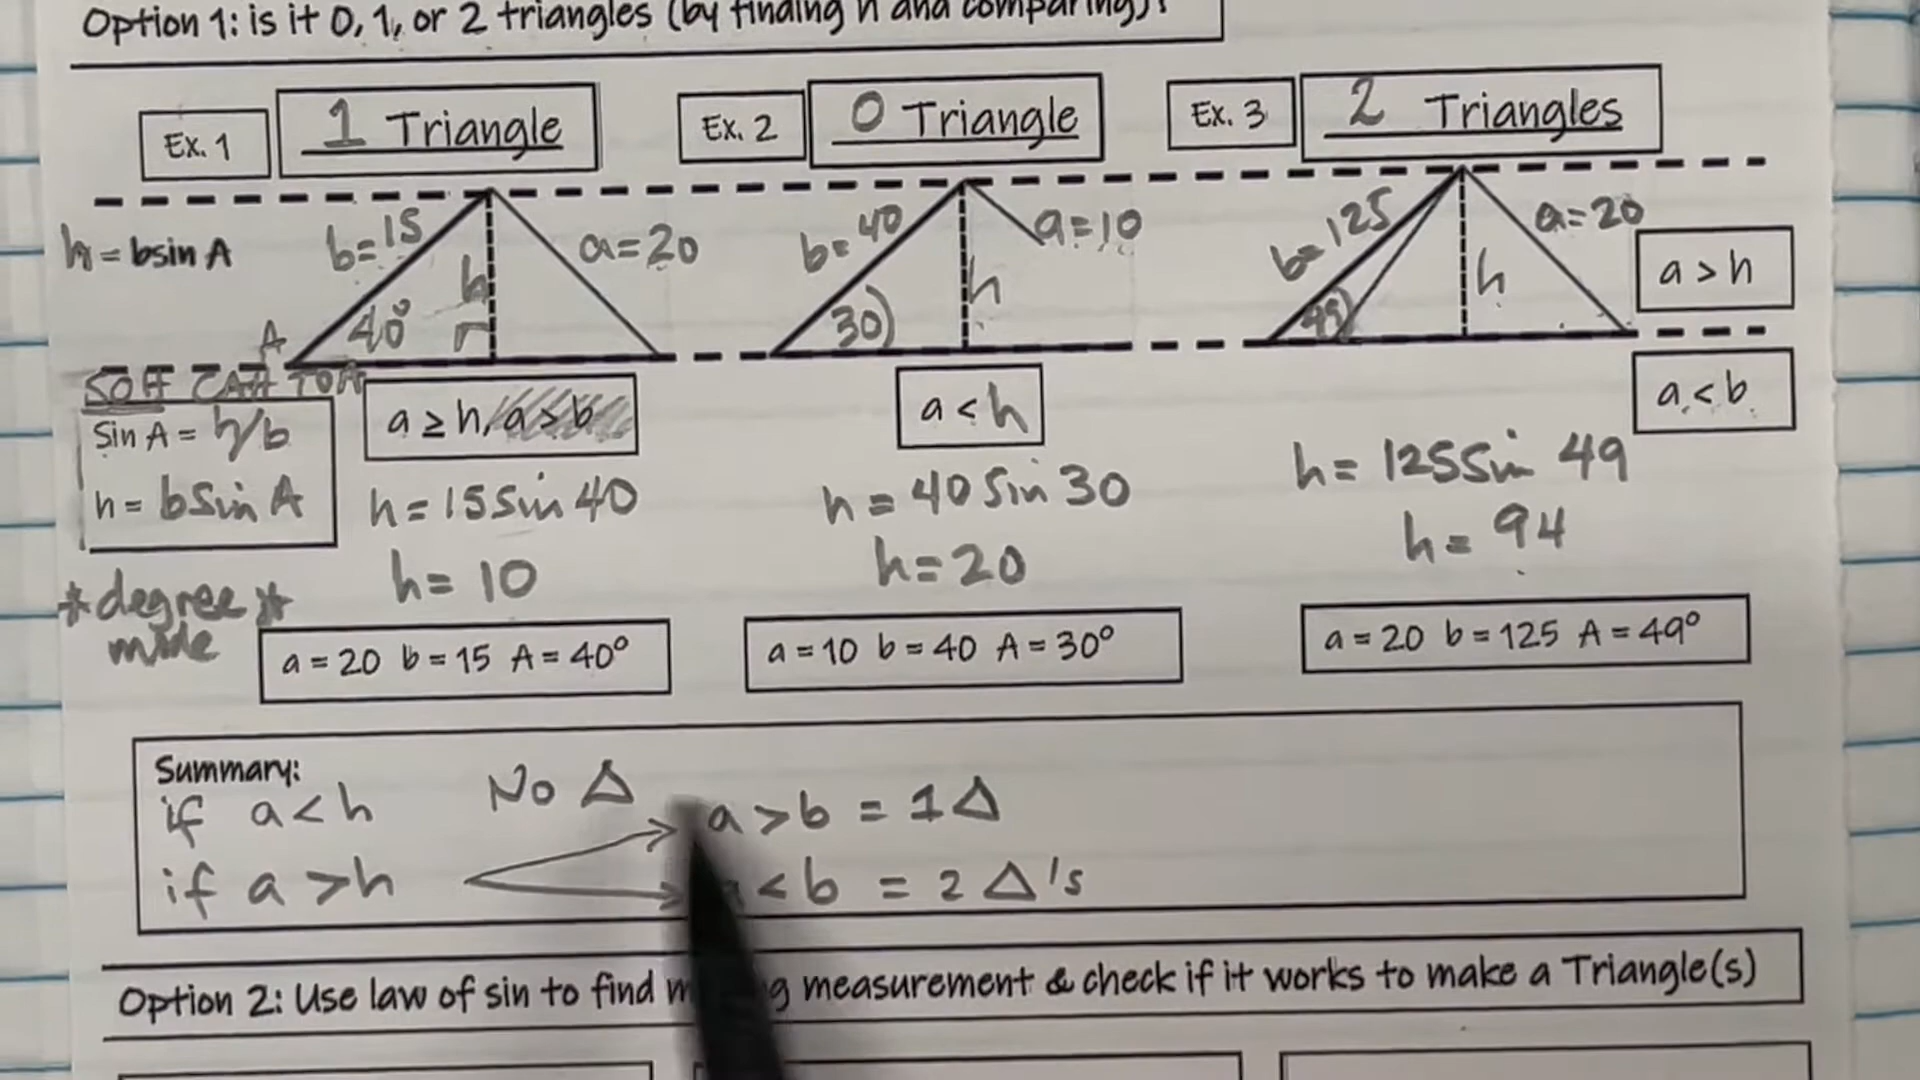 Option 1: is it 0, 1, or 2 triangles (by finding h and comparing)?
Ex. 1
1 Triangle
Ex. 2
0 Triangle
Ex. 3
2 Triangles
h = bsin A
b=15
a=20
h
40°
A
b=40
a=10
h
30
b=125
a=20
h
49
a > h
a < b
SOH CAH TOA
Sin A = h/b
h = bSin A
a ≥ h, a > b
h = 15sin 40
h = 10
a < h
h = 40 Sin 30
h = 20
h = 125Sin 49
h = 94
*degree*
mode
a = 20 b = 15 A = 40°
a = 10 b = 40 A = 30°
a = 20 b = 125 A = 49°
Summary:
if a < h No Δ
if a > h
a > b = 1 Δ
< b = 2 Δ's
Option 2: Use law of sin to find measurement & check if it works to make a Triangle(s)